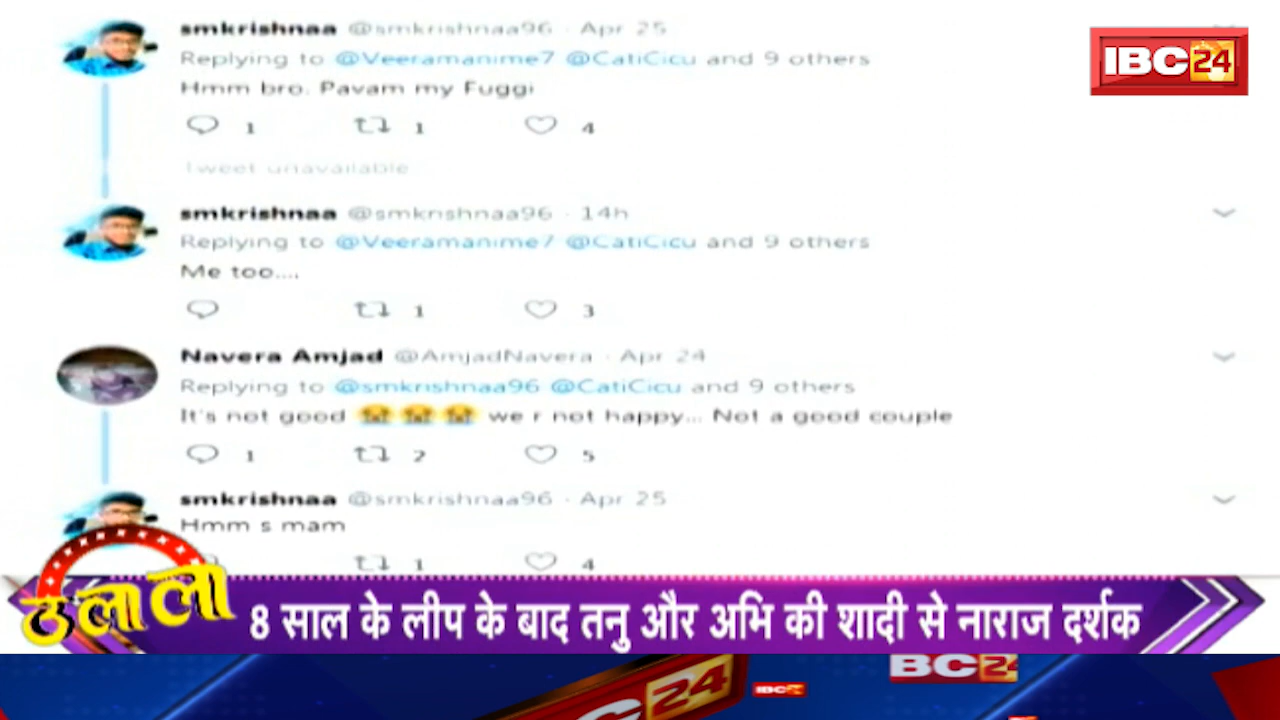 smkrishnaa @smkrishnaa96 · Apr 25
IBC24
Replying to @Veeramanime7 @CatiCicu and 9 others
Hmm bro. Pavam my Fuggi
1 1 4
Tweet unavailable
smkrishnaa @smkrishnaa96 · 14h
Replying to @Veeramanime7 @CatiCicu and 9 others
Me too....
1 3
Navera Amjad @AmjadNavera · Apr 24
Replying to @smkrishnaa96 @CatiCicu and 9 others
It's not good 😭😭😭 we r not happy... Not a good couple
1 2 5
smkrishnaa @smkrishnaa96 · Apr 25
Hmm s mam
1 4
उ ला ला
8 साल के लीप के बाद तनु और अभि की शादी से नाराज दर्शक
BC24
IBC24
C24